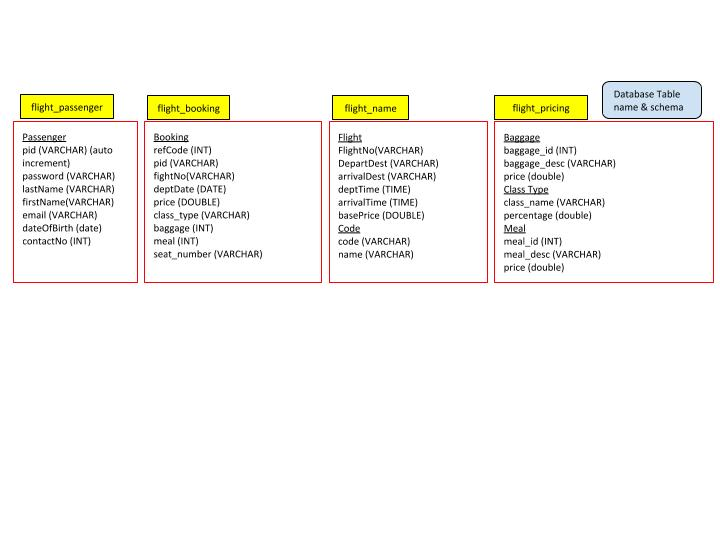 Database Table
name & schema
flight_passenger
flight_booking
flight_name
flight_pricing
Passenger
pid (VARCHAR) (auto
increment)
password (VARCHAR)
lastName (VARCHAR)
firstName(VARCHAR)
email (VARCHAR)
dateOfBirth (date)
contactNo (INT)
Booking
refCode (INT)
pid (VARCHAR)
fightNo(VARCHAR)
deptDate (DATE)
price (DOUBLE)
class_type (VARCHAR)
baggage (INT)
meal (INT)
seat_number (VARCHAR)
Flight
FlightNo(VARCHAR)
DepartDest (VARCHAR)
arrivalDest (VARCHAR)
deptTime (TIME)
arrivalTime (TIME)
basePrice (DOUBLE)
Code
code (VARCHAR)
name (VARCHAR)
Baggage
baggage_id (INT)
baggage_desc (VARCHAR)
price (double)
Class Type
class_name (VARCHAR)
percentage (double)
Meal
meal_id (INT)
meal_desc (VARCHAR)
price (double)